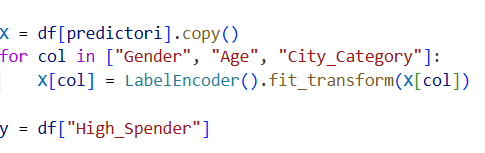 X = df[predictori].copy()
for col in ["Gender", "Age", "City_Category"]:
    X[col] = LabelEncoder().fit_transform(X[col])
y = df["High_Spender"]